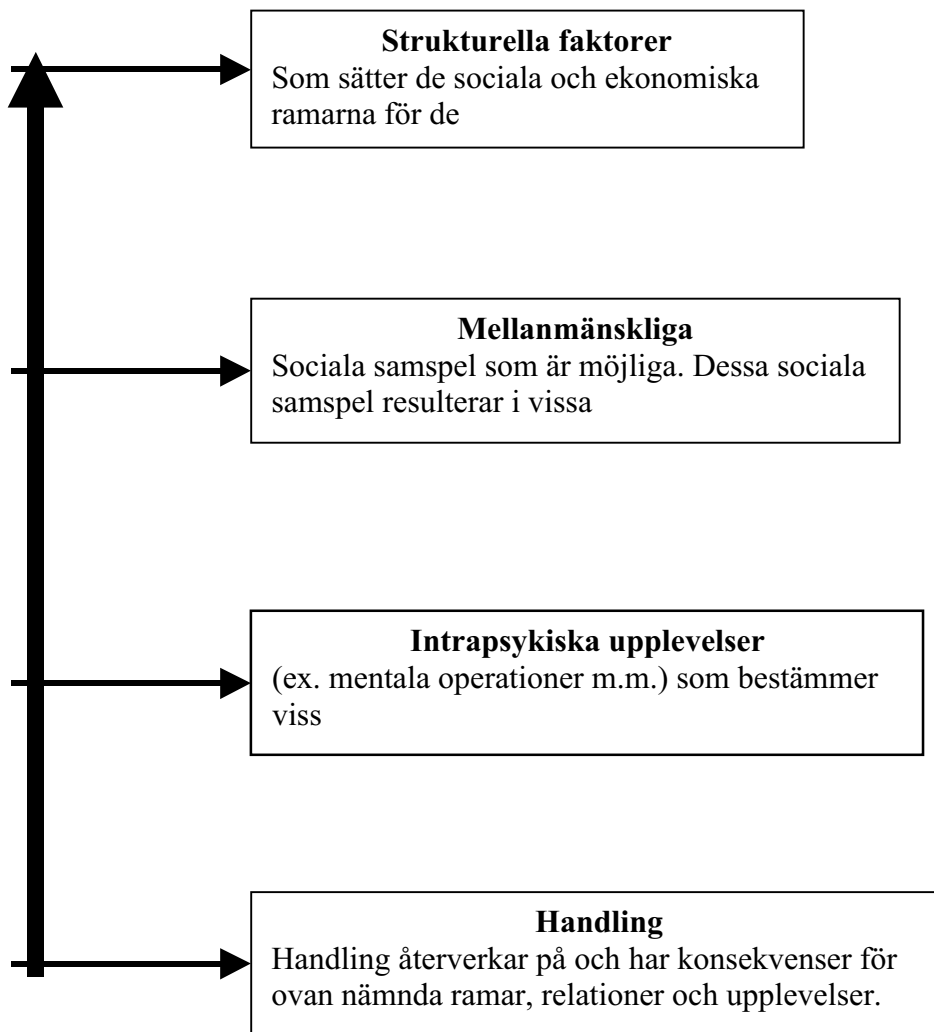 Strukturella faktorer
Som sätter de sociala och ekonomiska
ramarna för de
Mellanmänskliga
Sociala samspel som är möjliga. Dessa sociala
samspel resulterar i vissa
Intrapsykiska upplevelser
(ex. mentala operationer m.m.) som bestämmer
viss
Handling
Handling återverkar på och har konsekvenser för
ovan nämnda ramar, relationer och upplevelser.